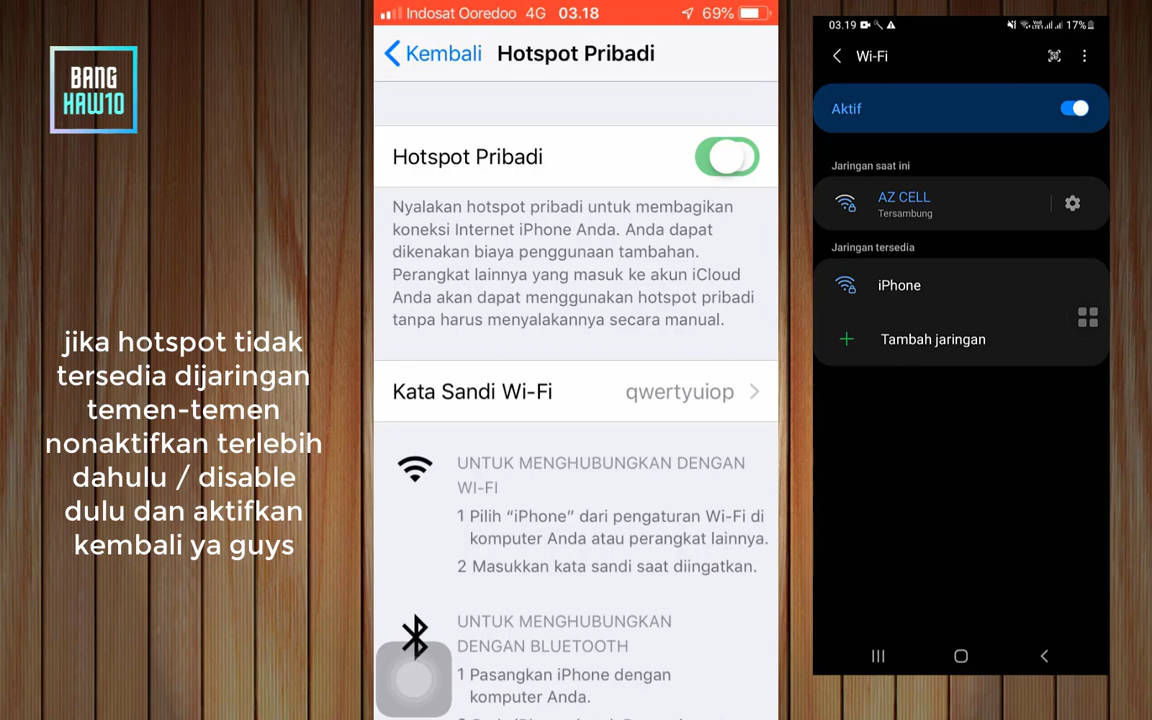 BANG
HAW10
jika hotspot tidak
tersedia dijaringan
temen-temen
nonaktifkan terlebih
dahulu / disable
dulu dan aktifkan
kembali ya guys
Indosat Ooredoo 4G 03.18 69%
Kembali Hotspot Pribadi
Hotspot Pribadi
Nyalakan hotspot pribadi untuk membagikan
koneksi Internet iPhone Anda. Anda dapat
dikenakan biaya penggunaan tambahan.
Perangkat lainnya yang masuk ke akun iCloud
Anda akan dapat menggunakan hotspot pribadi
tanpa harus menyalakannya secara manual.
Kata Sandi Wi-Fi qwertyuiop
UNTUK MENGHUBUNGKAN DENGAN
WI-FI
1 Pilih “iPhone” dari pengaturan Wi-Fi di
komputer Anda atau perangkat lainnya.
2 Masukkan kata sandi saat diingatkan.
UNTUK MENGHUBUNGKAN
DENGAN BLUETOOTH
1 Pasangkan iPhone dengan
komputer Anda.
03.19 17%
Wi-Fi
Aktif
Jaringan saat ini
AZ CELL
Tersambung
Jaringan tersedia
iPhone
Tambah jaringan